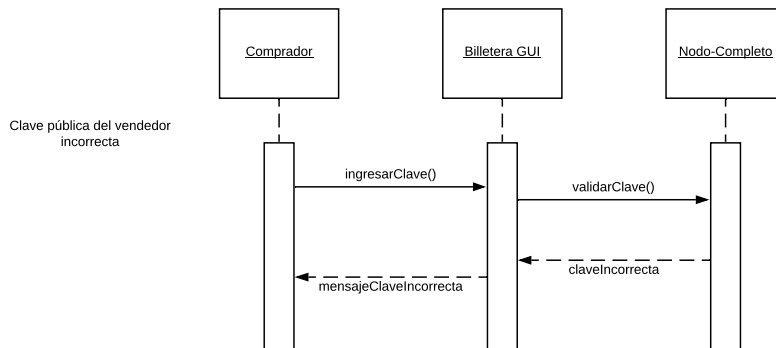 Comprador
Billetera GUI
Nodo-Completo
Clave pública del vendedor
incorrecta
ingresarClave()
validarClave()
claveIncorrecta
mensajeClaveIncorrecta